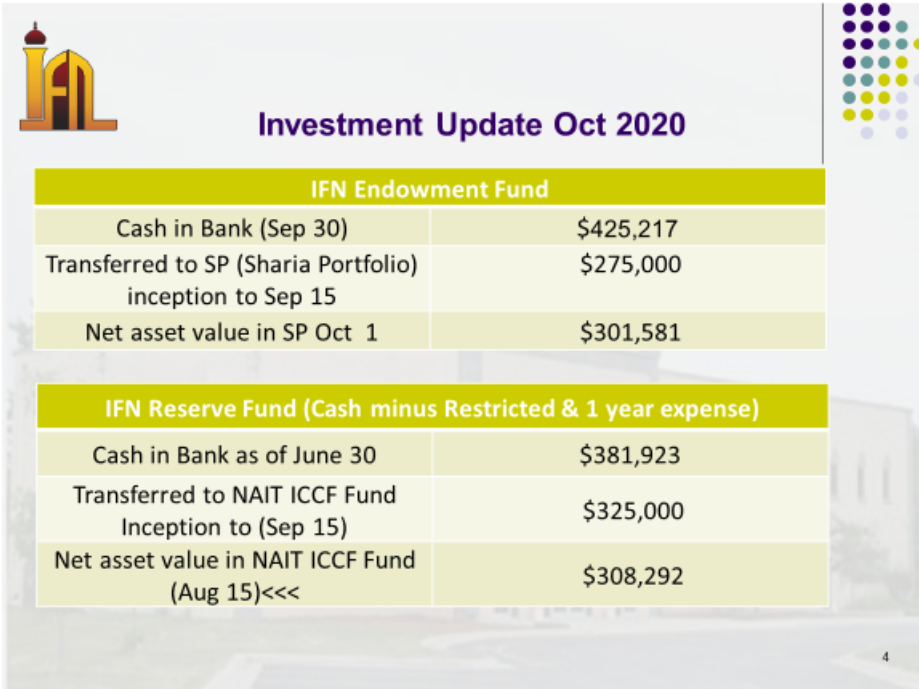 IFN
Investment Update Oct 2020
IFN Endowment Fund
Cash in Bank (Sep 30) $425,217
Transferred to SP (Sharia Portfolio) $275,000
inception to Sep 15
Net asset value in SP Oct 1 $301,581
IFN Reserve Fund (Cash minus Restricted & 1 year expense)
Cash in Bank as of June 30 $381,923
Transferred to NAIT ICCF Fund
Inception to (Sep 15) $325,000
Net asset value in NAIT ICCF Fund
(Aug 15)<<< $308,292
4